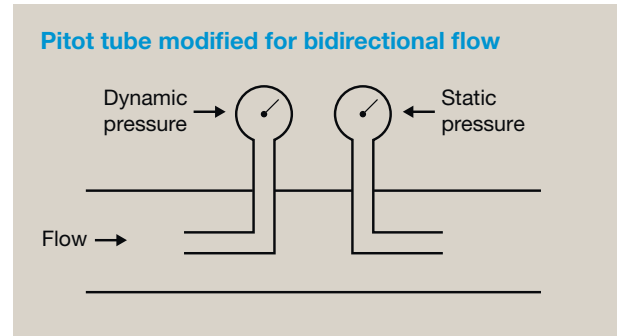 Pitot tube modified for bidirectional flow
Dynamic
pressure
Static
pressure
Flow